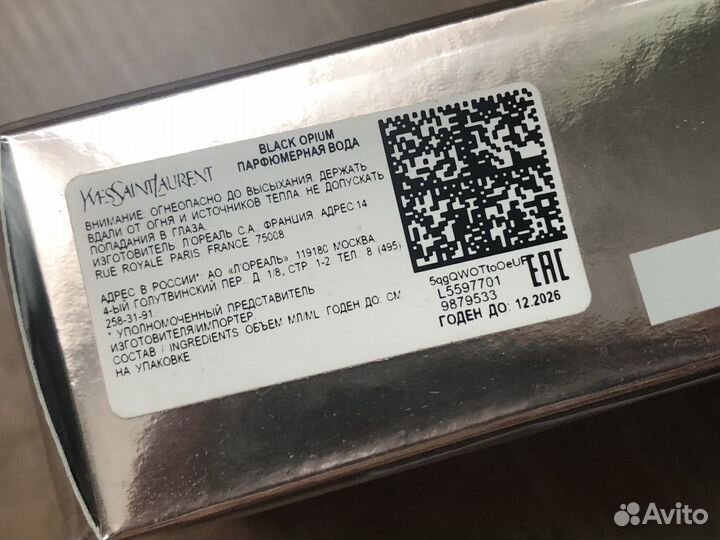 YVESSAINTLAURENT
BLACK OPIUM
ПАРФЮМЕРНАЯ ВОДА
ВНИМАНИЕ: ОГНЕОПАСНО ДО ВЫСЫХАНИЯ. ДЕРЖАТЬ
ВДАЛИ ОТ ОГНЯ И ИСТОЧНИКОВ ТЕПЛА. НЕ ДОПУСКАТЬ
ПОПАДАНИЯ В ГЛАЗА.
ИЗГОТОВИТЕЛЬ: Л'ОРЕАЛЬ С.А., ФРАНЦИЯ. АДРЕС:14
RUE ROYALE PARIS, FRANCE 75008
АДРЕС В РОССИИ*: АО «Л'ОРЕАЛЬ», 119180 МОСКВА,
4-ЫЙ ГОЛУТВИНСКИЙ ПЕР. Д. 1/8, СТР. 1-2. ТЕЛ: 8 (495)
258-31-91.
* УПОЛНОМОЧЕННЫЙ ПРЕДСТАВИТЕЛЬ
ИЗГОТОВИТЕЛЯ/ИМПОРТЕР.
СОСТАВ / INGREDIENTS ОБЪЕМ МЛ/ML, ГОДЕН ДО: СМ.
НА УПАКОВКЕ
5qgQWOTtoOeUP
L5597701
9879533
ГОДЕН ДО: 12.2026
EAC
Avito